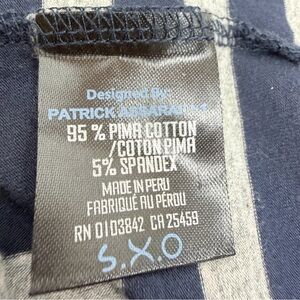 Designed By:
PATRICK ASSARAF
95 % PIMA COTTON
/COTON PIMA
5% SPANDEX
MADE IN PERU
FABRIQUÉ AU PÉROU
RN 0103842 CA 25459
S.X.O